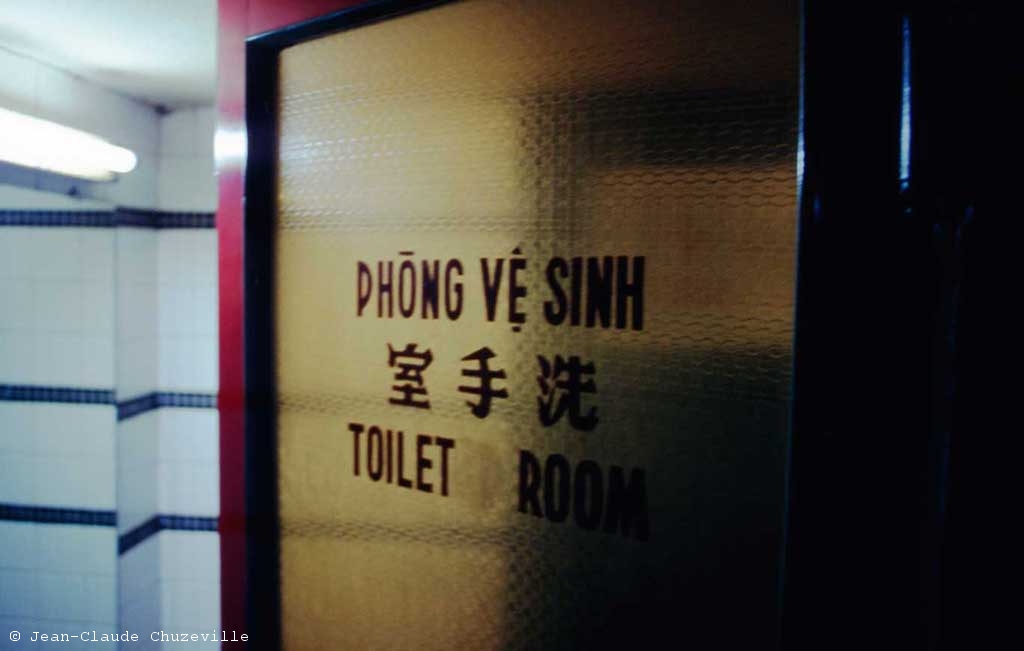 PHÒNG VỆ SINH
洗手室
TOILET ROOM
© Jean-Claude Chuzeville